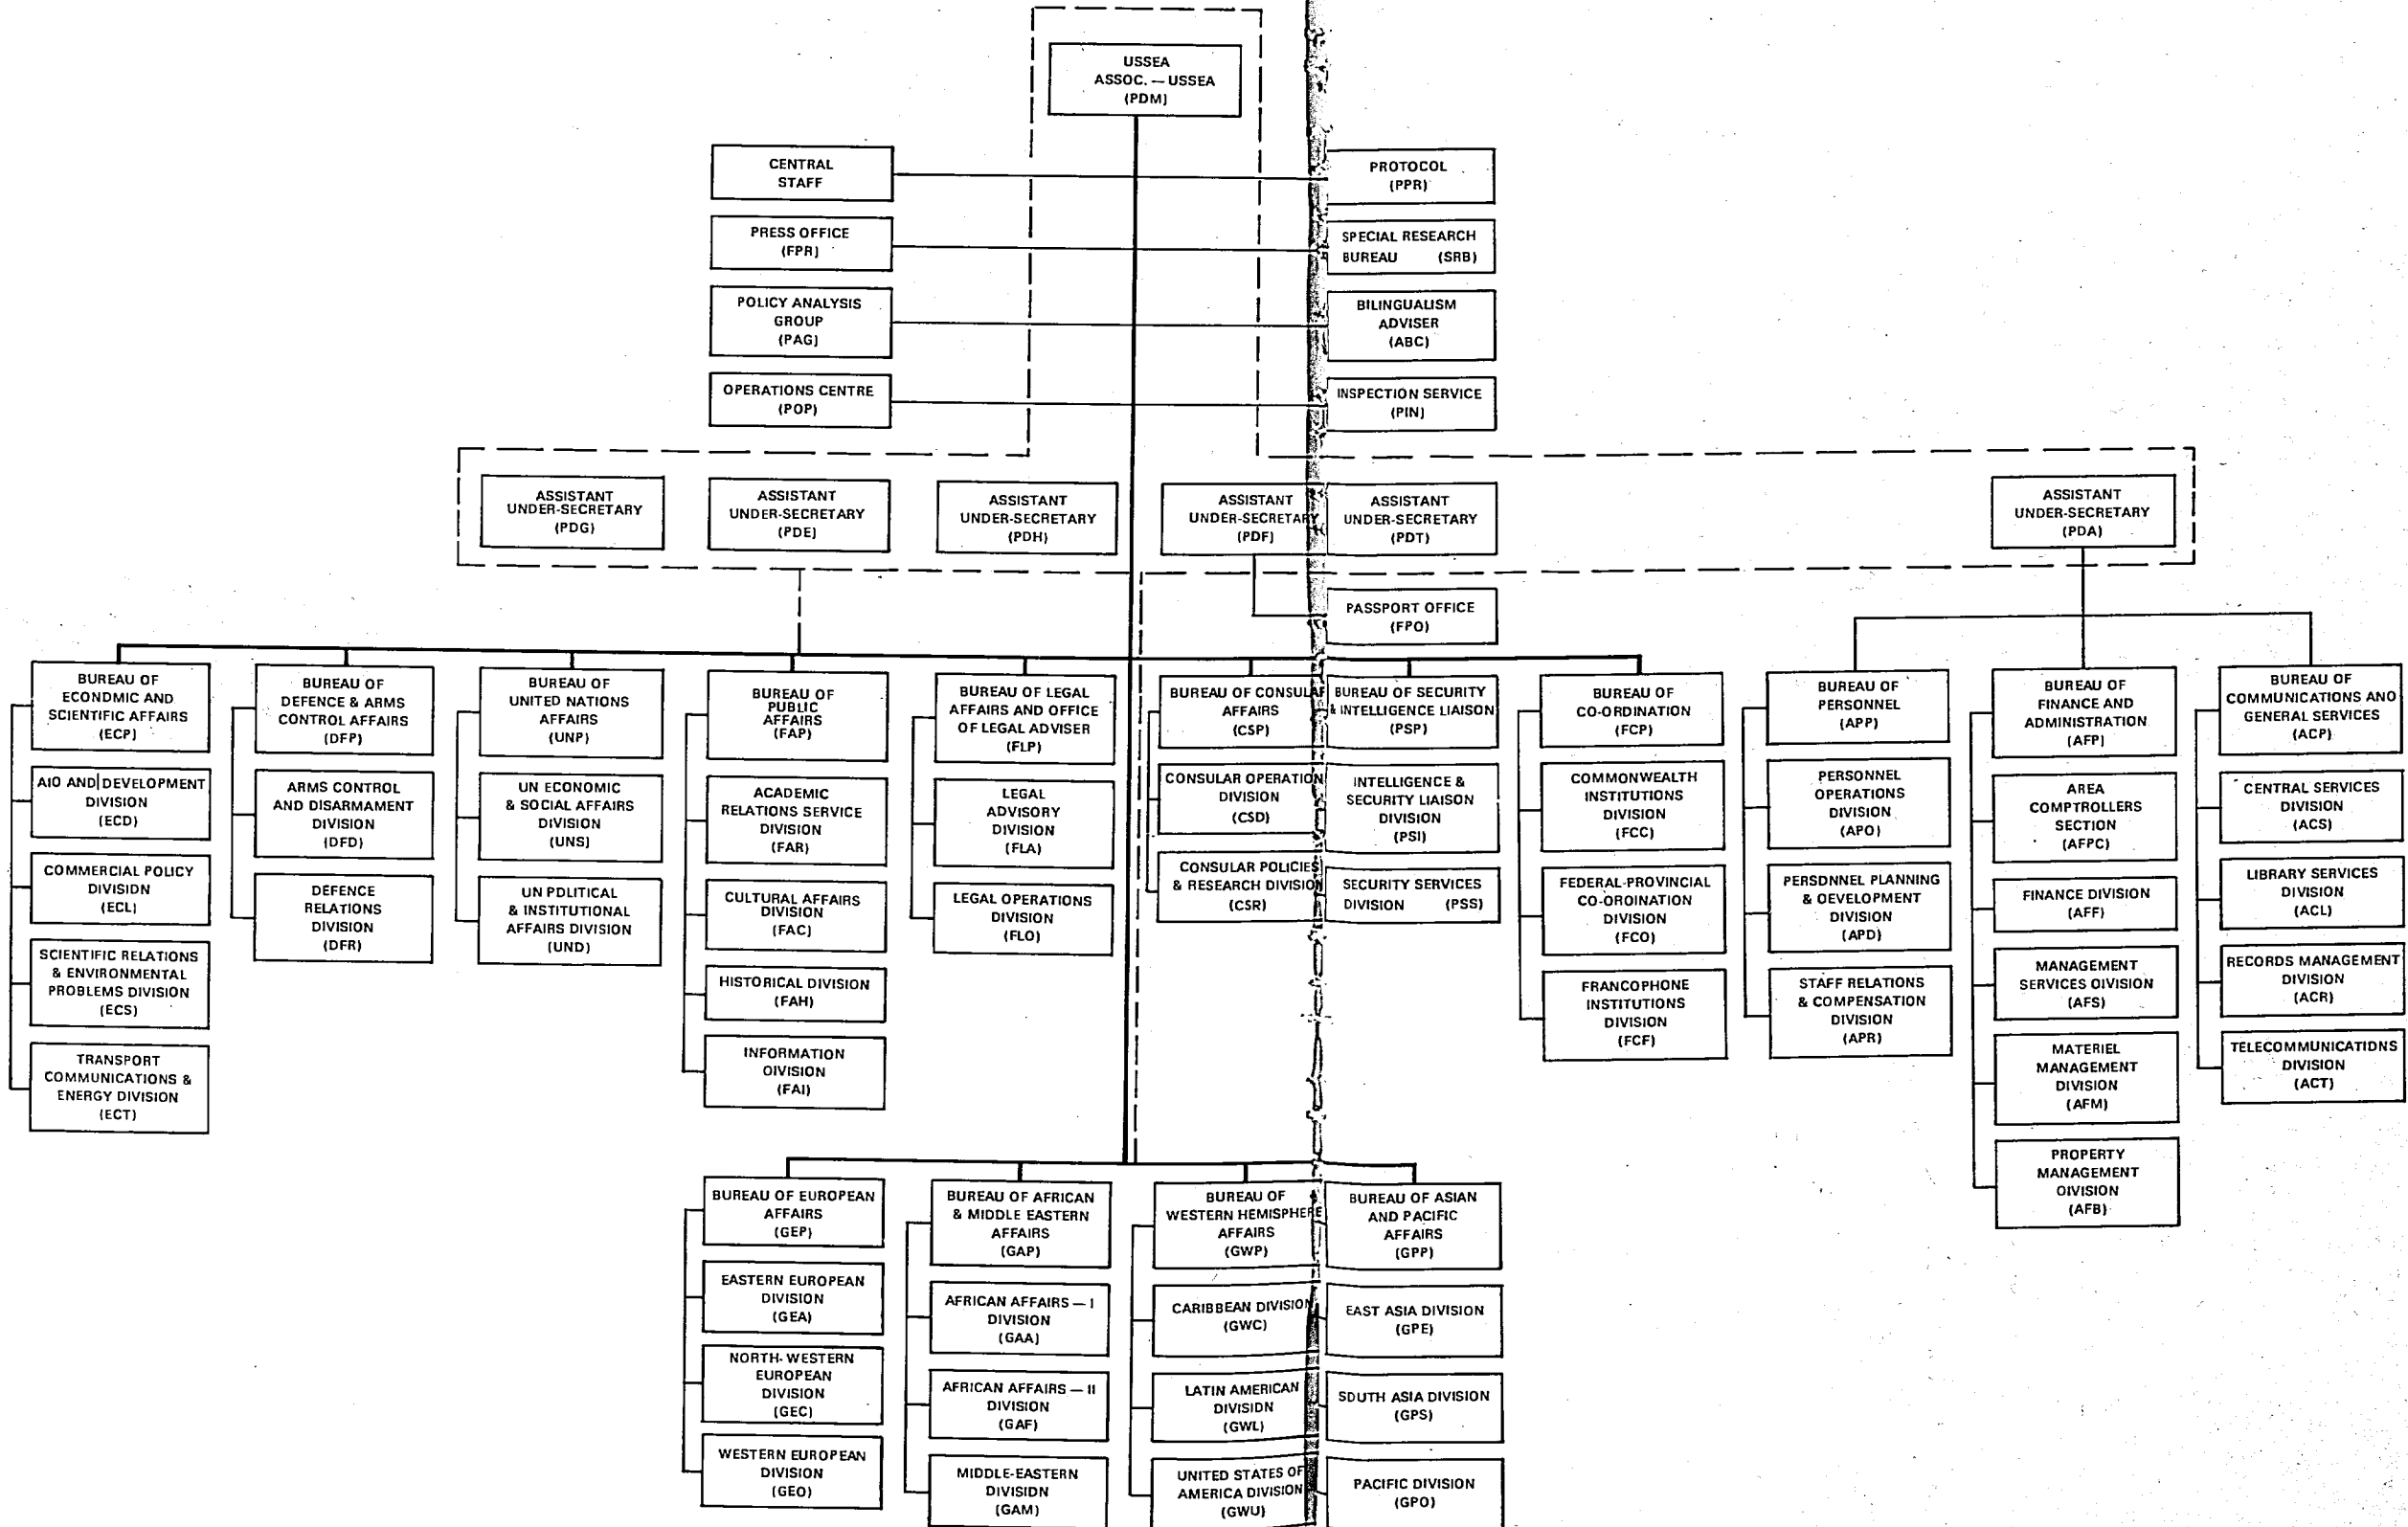 USSEA
ASSOC. — USSEA
(PDM)
CENTRAL
STAFF
PROTOCOL
(PPR)
PRESS OFFICE
(FPR)
SPECIAL RESEARCH
BUREAU (SRB)
POLICY ANALYSIS
GROUP
(PAG)
BILINGUALISM
ADVISER
(ABC)
OPERATIONS CENTRE
(POP)
INSPECTION SERVICE
(PIN)
ASSISTANT
UNDER-SECRETARY
(PDG)
ASSISTANT
UNDER-SECRETARY
(PDE)
ASSISTANT
UNDER-SECRETARY
(PDH)
ASSISTANT
UNDER-SECRETARY
(PDF)
ASSISTANT
UNDER-SECRETARY
(PDT)
ASSISTANT
UNDER-SECRETARY
(PDA)
PASSPORT OFFICE
(FPO)
BUREAU OF
ECONOMIC AND
SCIENTIFIC AFFAIRS
(ECP)
AIO AND DEVELOPMENT
DIVISION
(ECD)
COMMERCIAL POLICY
DIVISION
(ECL)
SCIENTIFIC RELATIONS
& ENVIRONMENTAL
PROBLEMS DIVISION
(ECS)
TRANSPORT
COMMUNICATIONS &
ENERGY DIVISION
(ECT)
BUREAU OF
DEFENCE & ARMS
CONTROL AFFAIRS
(DFP)
ARMS CONTROL
AND DISARMAMENT
DIVISION
(DFD)
DEFENCE
RELATIONS
DIVISION
(DFR)
BUREAU OF
UNITED NATIONS
AFFAIRS
(UNP)
UN ECONOMIC
& SOCIAL AFFAIRS
DIVISION
(UNS)
UN POLITICAL
& INSTITUTIONAL
AFFAIRS DIVISION
(UND)
BUREAU OF
PUBLIC
AFFAIRS
(FAP)
ACADEMIC
RELATIONS SERVICE
DIVISION
(FAR)
CULTURAL AFFAIRS
DIVISION
(FAC)
HISTORICAL DIVISION
(FAH)
INFORMATION
OIVISION
(FAI)
BUREAU OF LEGAL
AFFAIRS AND OFFICE
OF LEGAL ADVISER
(FLP)
LEGAL
ADVISORY
DIVISION
(FLA)
LEGAL OPERATIONS
DIVISION
(FLO)
BUREAU OF CONSULAR
AFFAIRS
(CSP)
CONSULAR OPERATION
DIVISION
(CSD)
CONSULAR POLICIES
& RESEARCH DIVISION
(CSR)
BUREAU OF SECURITY
& INTELLIGENCE LIAISON
(PSP)
INTELLIGENCE &
SECURITY LIAISON
DIVISION
(PSI)
SECURITY SERVICES
DIVISION (PSS)
BUREAU OF
CO-ORDINATION
(FCP)
COMMONWEALTH
INSTITUTIONS
DIVISION
(FCC)
FEDERAL-PROVINCIAL
CO-OROINATION
DIVISION
(FCO)
FRANCOPHONE
INSTITUTIONS
DIVISION
(FCF)
BUREAU OF
PERSONNEL
(APP)
PERSONNEL
OPERATIONS
DIVISION
(APO)
PERSONNEL PLANNING
& OEVELOPMENT
DIVISION
(APD)
STAFF RELATIONS
& COMPENSATION
DIVISION
(APR)
BUREAU OF
FINANCE AND
ADMINISTRATION
(AFP)
AREA
COMPTROLLERS
SECTION
(AFPC)
FINANCE DIVISION
(AFF)
MANAGEMENT
SERVICES OIVISION
(AFS)
MATERIEL
MANAGEMENT
DIVISION
(AFM)
PROPERTY
MANAGEMENT
OIVISION
(AFB)
BUREAU OF
COMMUNICATIONS ANO
GENERAL SERVICES
(ACP)
CENTRAL SERVICES
DIVISION
(ACS)
LIBRARY SERVICES
DIVISION
(ACL)
RECORDS MANAGEMENT
DIVISION
(ACR)
TELECOMMUNICATIONS
DIVISION
(ACT)
BUREAU OF EUROPEAN
AFFAIRS
(GEP)
EASTERN EUROPEAN
DIVISION
(GEA)
NORTH-WESTERN
EUROPEAN
DIVISION
(GEC)
WESTERN EUROPEAN
DIVISION
(GEO)
BUREAU OF AFRICAN
& MIDDLE EASTERN
AFFAIRS
(GAP)
AFRICAN AFFAIRS — I
DIVISION
(GAA)
AFRICAN AFFAIRS — II
DIVISION
(GAF)
MIDDLE-EASTERN
DIVISION
(GAM)
BUREAU OF
WESTERN HEMISPHERE
AFFAIRS
(GWP)
CARIBBEAN DIVISION
(GWC)
LATIN AMERICAN
DIVISION
(GWL)
UNITED STATES OF
AMERICA DIVISION
(GWU)
BUREAU OF ASIAN
AND PACIFIC
AFFAIRS
(GPP)
EAST ASIA DIVISION
(GPE)
SOUTH ASIA DIVISION
(GPS)
PACIFIC DIVISION
(GPO)